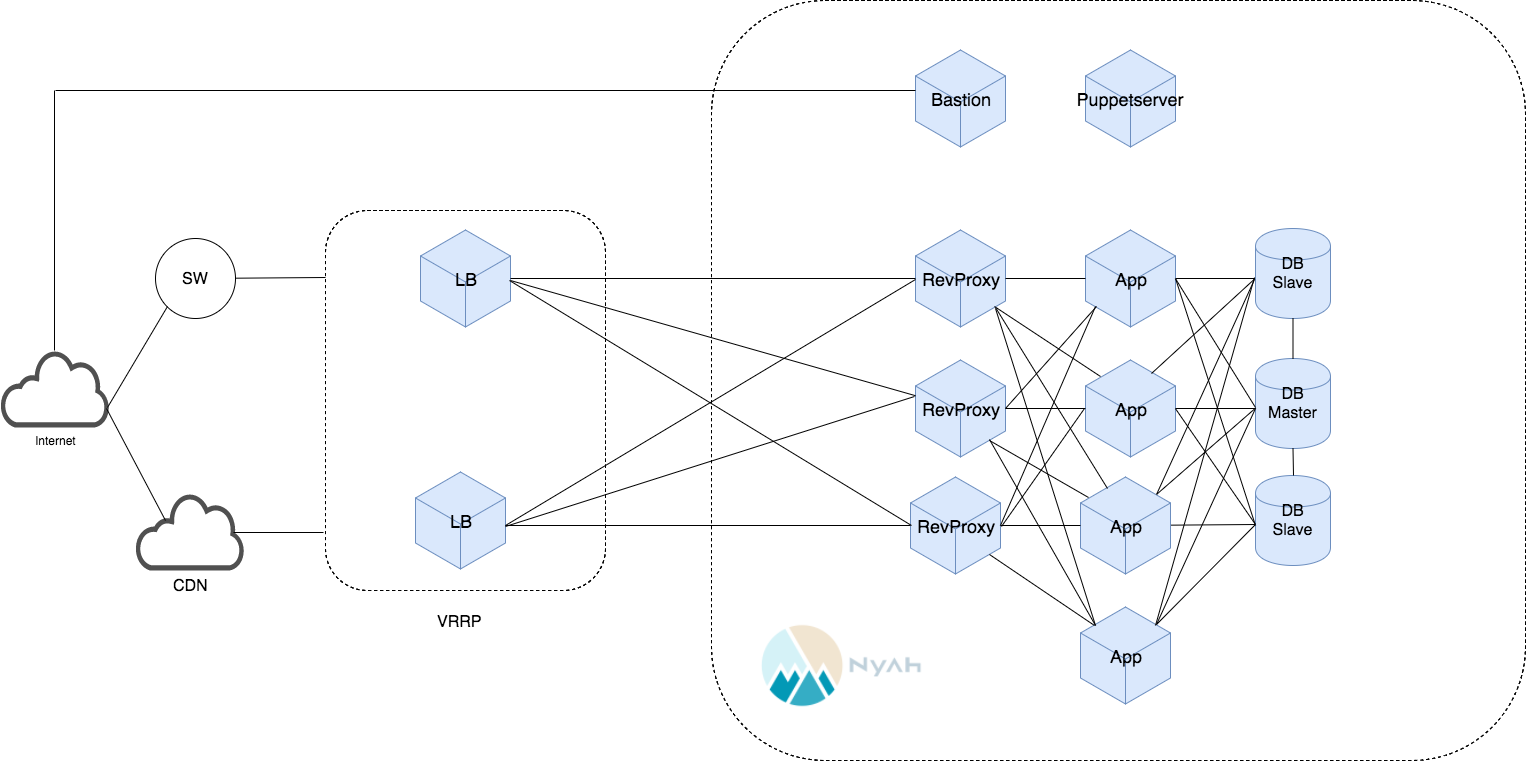 Bastion
Puppetserver
SW
LB
RevProxy
App
DB
Slave
Internet
RevProxy
App
DB
Master
LB
RevProxy
App
DB
Slave
CDN
VRRP
App
Nyah